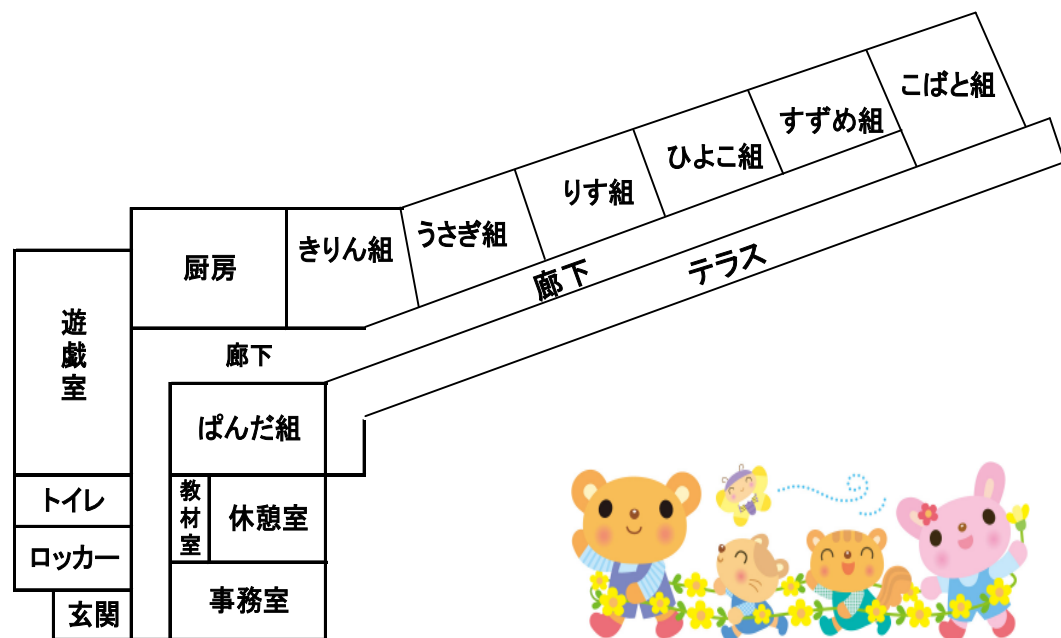 こばと組
すずめ組
ひよこ組
りす組
うさぎ組
きりん組
厨房
廊下
テラス
遊戯室
廊下
ぱんだ組
トイレ
教材室
休憩室
ロッカー
事務室
玄関